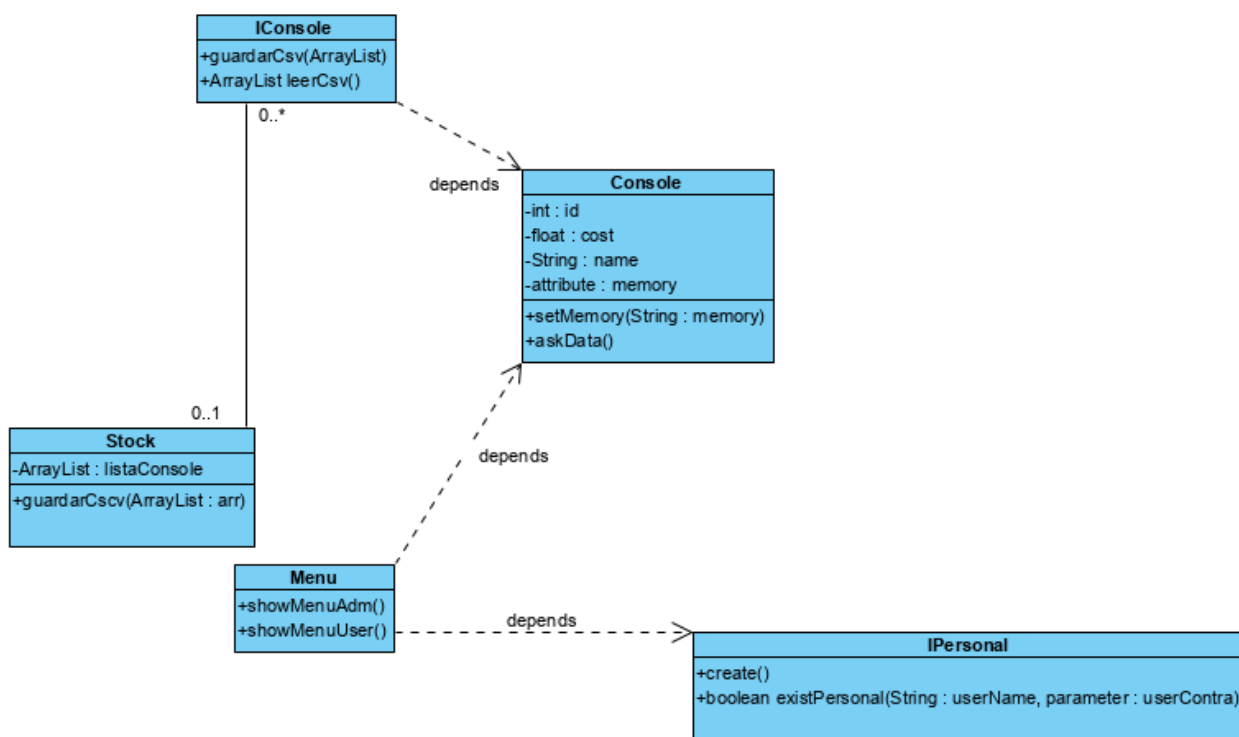 IConsole
+guardarCsv(ArrayList)
+ArrayList leerCsv()
0..*
depends
Console
-int : id
-float : cost
-String : name
-attribute : memory
+setMemory(String : memory)
+askData()
0..1
Stock
-ArrayList : listaConsole
+guardarCscv(ArrayList : arr)
depends
Menu
+showMenuAdm()
+showMenuUser()
depends
IPersonal
+create()
+boolean existPersonal(String : userName, parameter : userContra)